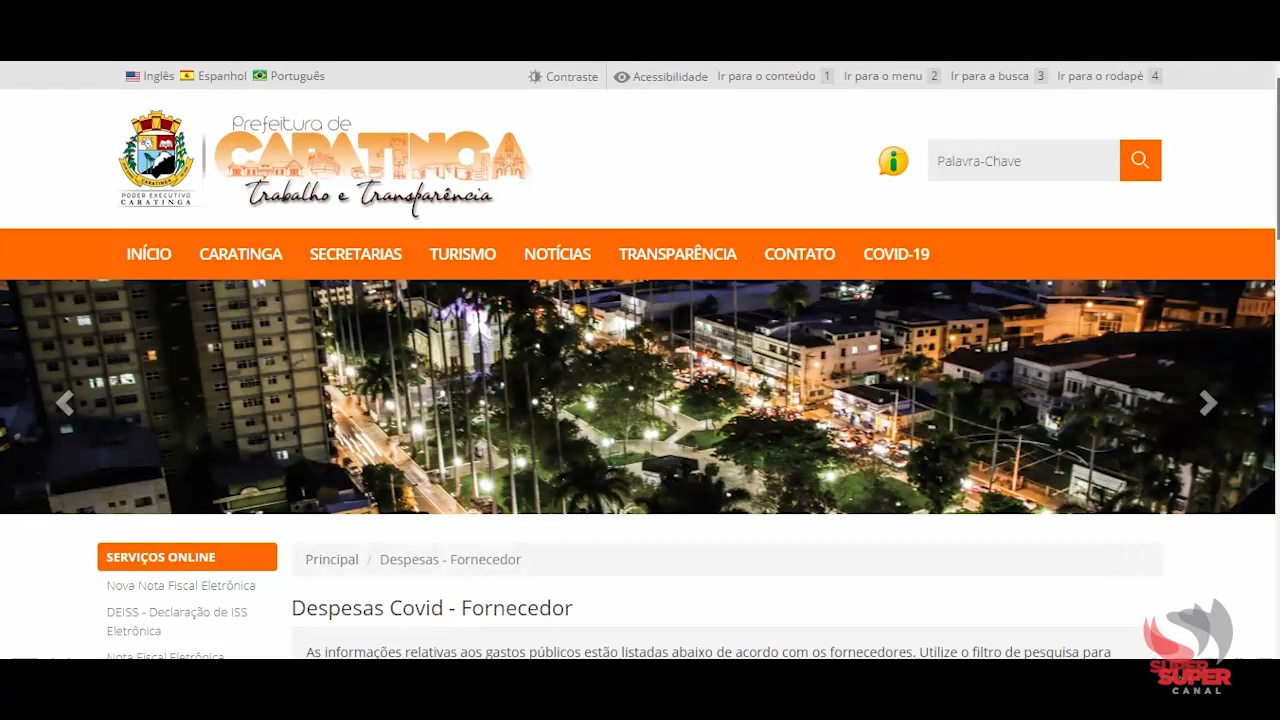 Inglês Espanhol Português Contraste Acessibilidade Ir para o conteúdo 1 Ir para o menu 2 Ir para a busca 3 Ir para o rodapé 4
Prefeitura de
CARATINGA
Trabalho e Transparência
PODER EXECUTIVO
CARATINGA
Palavra-Chave
INÍCIO CARATINGA SECRETARIAS TURISMO NOTÍCIAS TRANSPARÊNCIA CONTATO COVID-19
SERVIÇOS ONLINE
Nova Nota Fiscal Eletrônica
DEISS - Declaração de ISS
Eletrônica
Nota Fiscal Eletrônica
Principal / Despesas - Fornecedor
Despesas Covid - Fornecedor
As informações relativas aos gastos públicos estão listadas abaixo de acordo com os fornecedores. Utilize o filtro de pesquisa para
SUPER
SUPER
CANAL